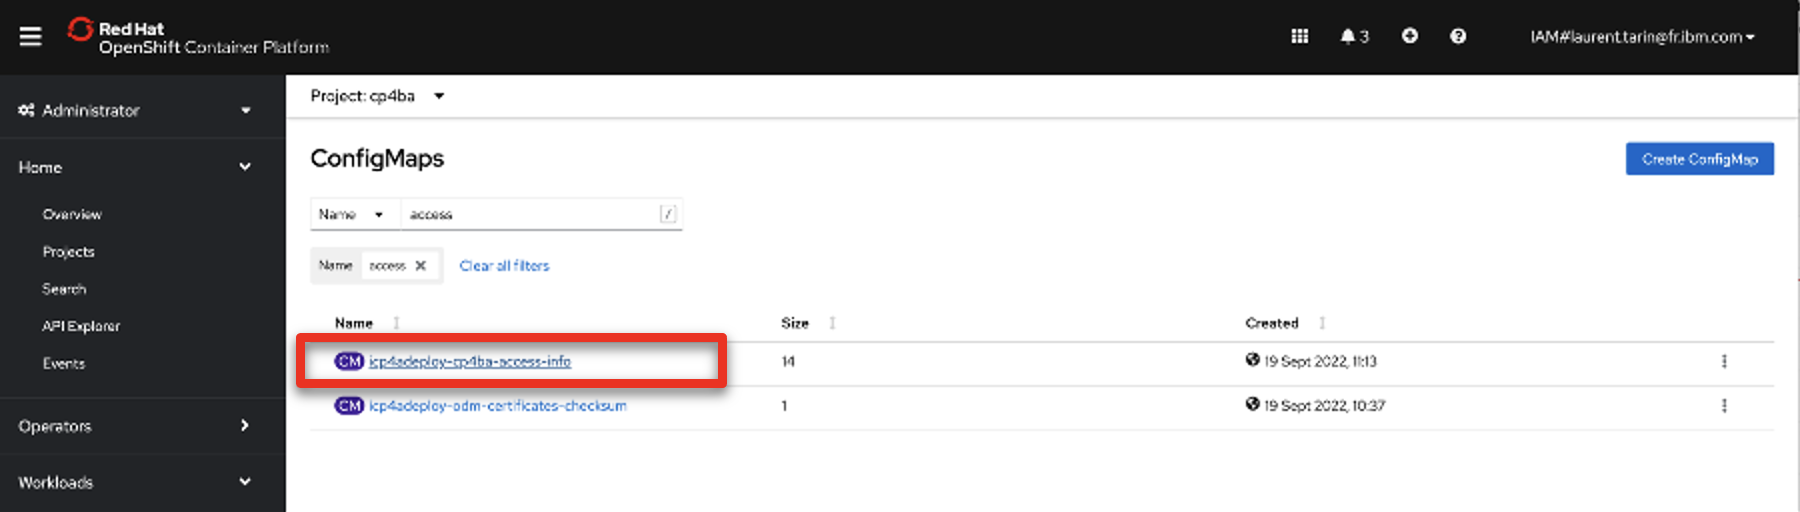 Red Hat
OpenShift Container Platform
3
IAM#laurent.tarin@fr.ibm.com
Administrator
Project: cp4ba
Home
ConfigMaps
Create ConfigMap
Overview
Name access /
Projects
Name access Clear all filters
Search
API Explorer
Name Size Created
Events
CM icp4adeploy-cp4ba-access-info 14 19 Sept 2022, 11:13
CM icp4adeploy-odm-certificates-checksum 1 19 Sept 2022, 10:37
Operators
Workloads